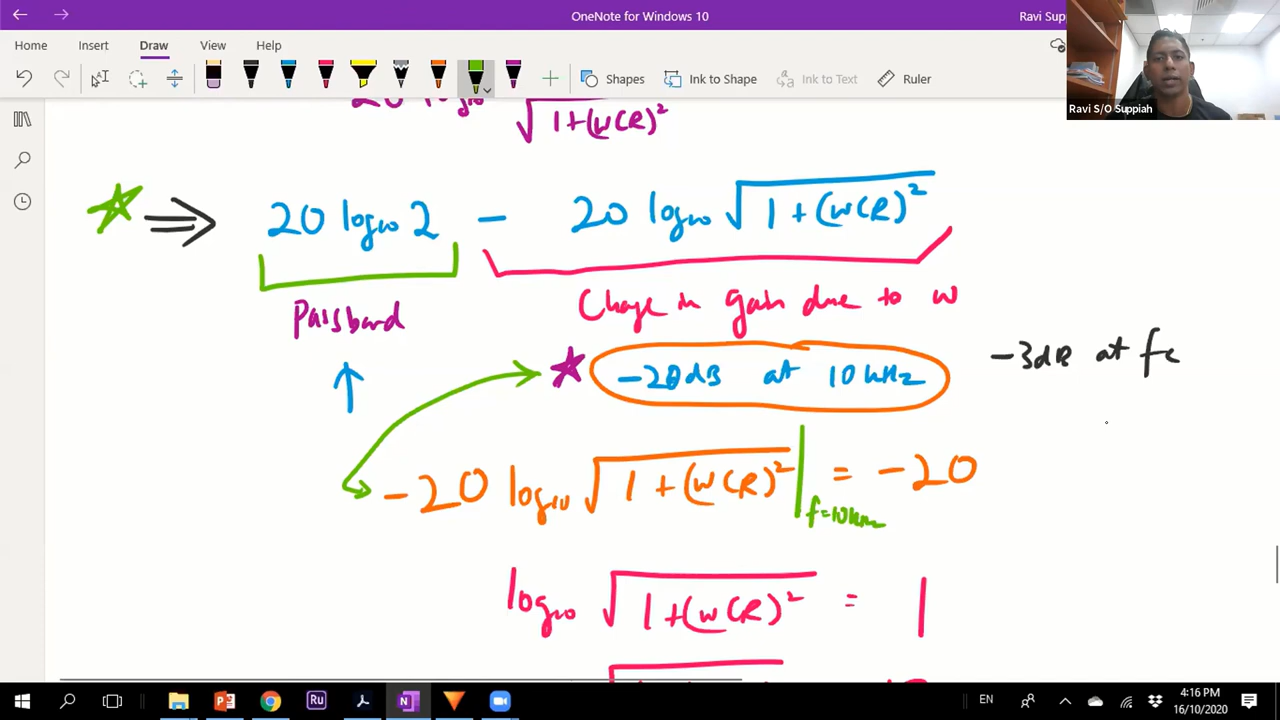 OneNote for Windows 10
Ravi Supp
Home Insert Draw View Help
Shapes Ink to Shape Ink to Text Ruler
Ravi S/O Suppiah
20 log10
√1+(WCR)²
⇒ 20 log10 2 - 20 log10 √1+(WCR)²
Passband
Change in gain due to w
-20dB at 10 kHz
-3dB at fc
-20 log10 √1+(WCR)² | f=10kHz = -20
log10 √1+(WCR)² = 1
EN
4:16 PM
16/10/2020